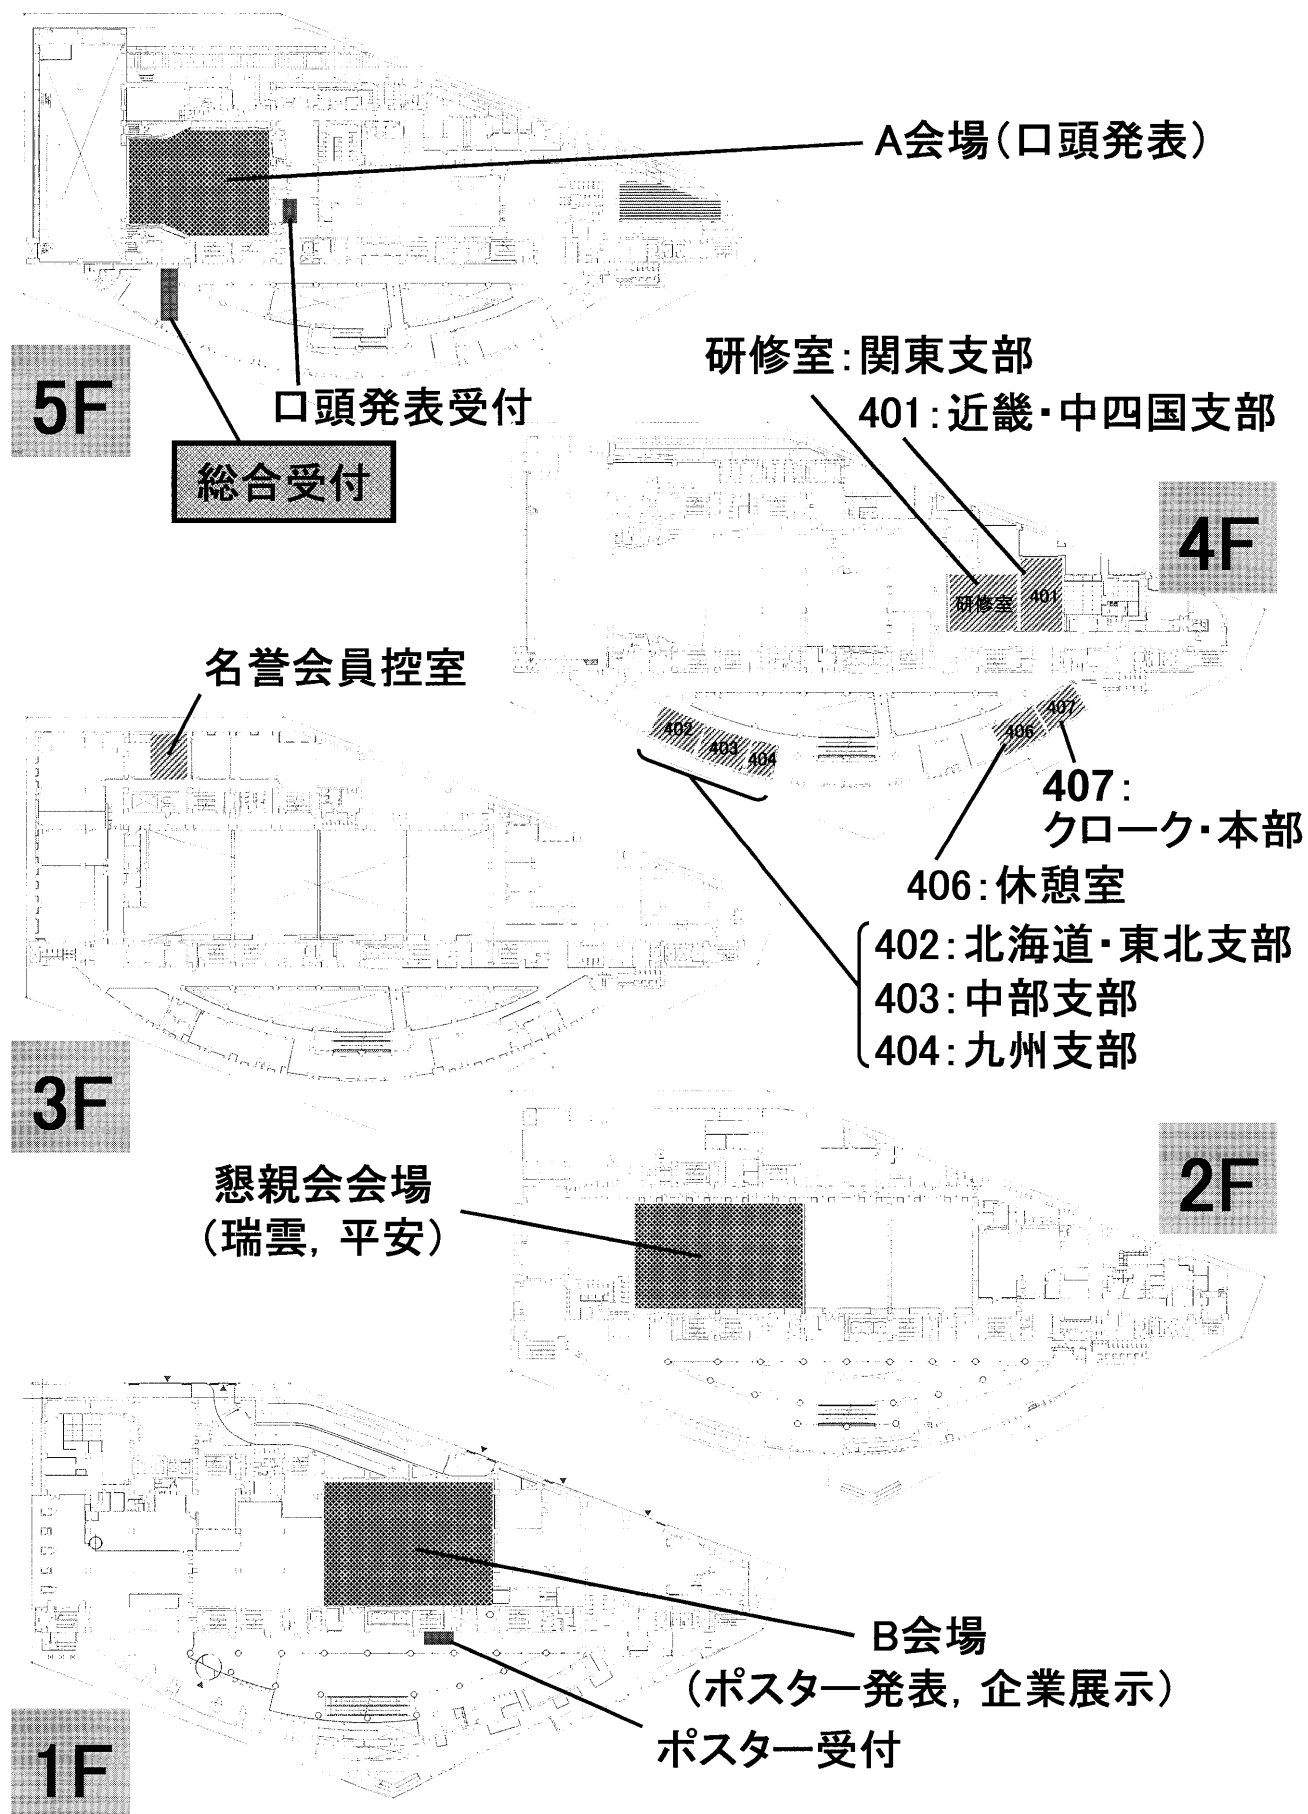 A会場(口頭発表)
5F
口頭発表受付
総合受付
研修室:関東支部
401:近畿・中四国支部
4F
研修室
401
402
403
404
406
407
407:
クローク・本部
406:休憩室
402:北海道・東北支部
403:中部支部
404:九州支部
名誉会員控室
3F
2F
懇親会会場
(瑞雲, 平安)
1F
B会場
(ポスター発表, 企業展示)
ポスター受付